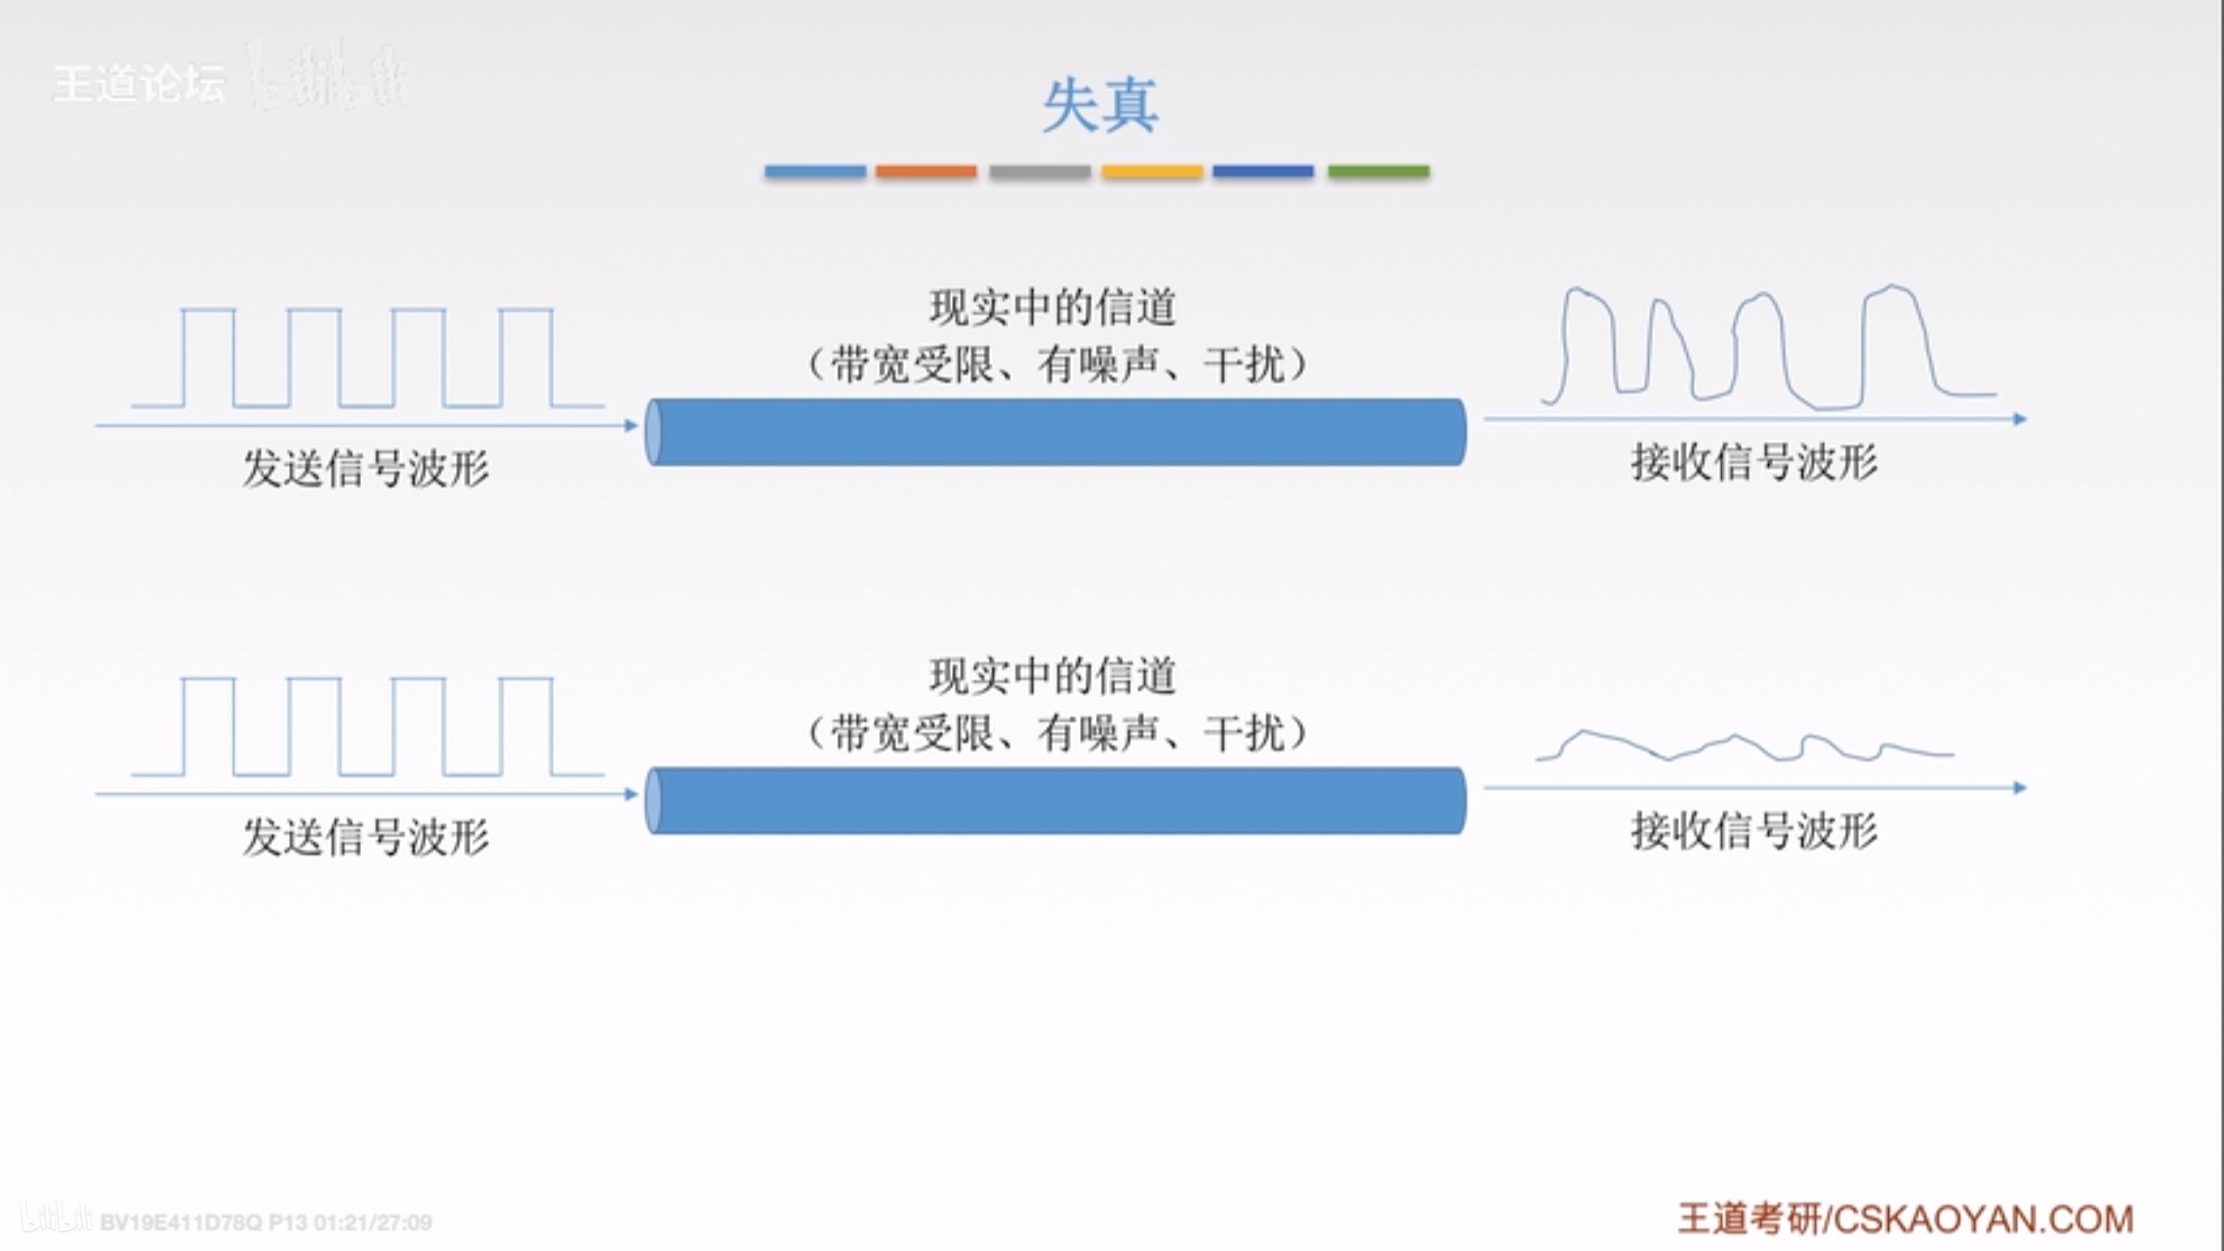 王道论坛 bilibili
失真
现实中的信道
（带宽受限、有噪声、干扰）
发送信号波形
接收信号波形
现实中的信道
（带宽受限、有噪声、干扰）
发送信号波形
接收信号波形
bilibili BV19E411D78Q P13 01:21/27:09
王道考研/CSKAOYAN.COM